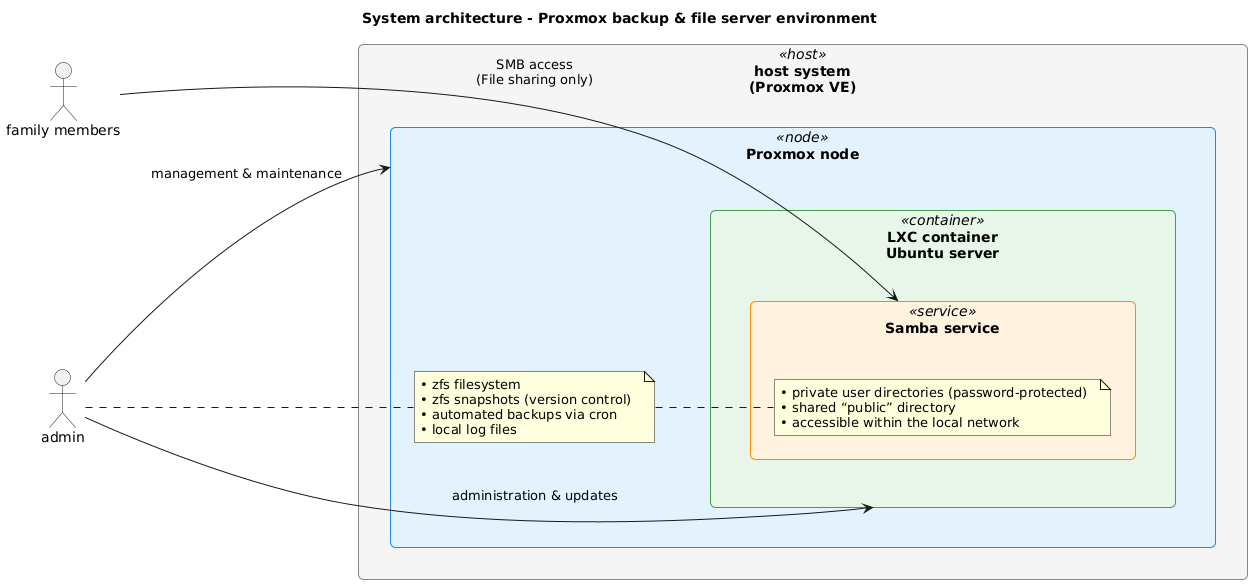 System architecture - Proxmox backup & file server environment
«host»
host system
(Proxmox VE)
SMB access
(File sharing only)
family members
«node»
Proxmox node
management & maintenance
«container»
LXC container
Ubuntu server
«service»
Samba service
• zfs filesystem
• zfs snapshots (version control)
• automated backups via cron
• local log files
• private user directories (password-protected)
• shared “public” directory
• accessible within the local network
admin
administration & updates